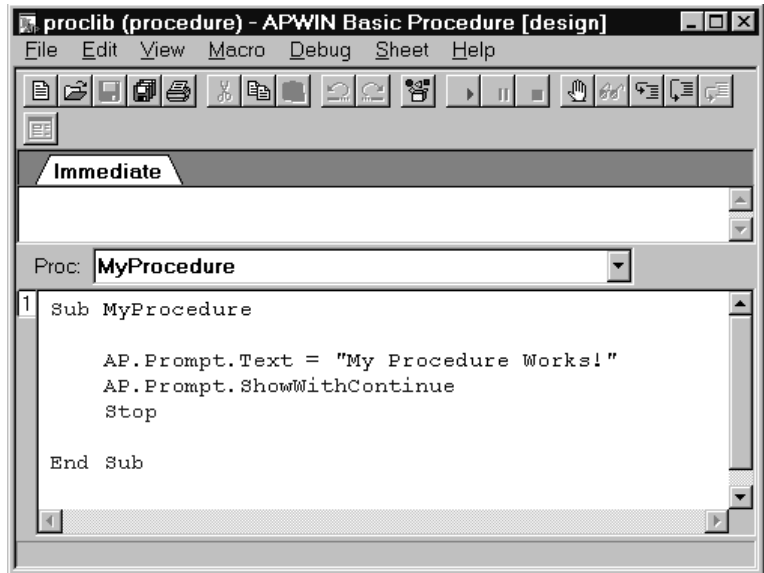 proclib (procedure) - APWIN Basic Procedure [design]
File Edit View Macro Debug Sheet Help
Immediate
Proc: MyProcedure
1
Sub MyProcedure
AP.Prompt.Text = "My Procedure Works!"
AP.Prompt.ShowWithContinue
Stop
End Sub